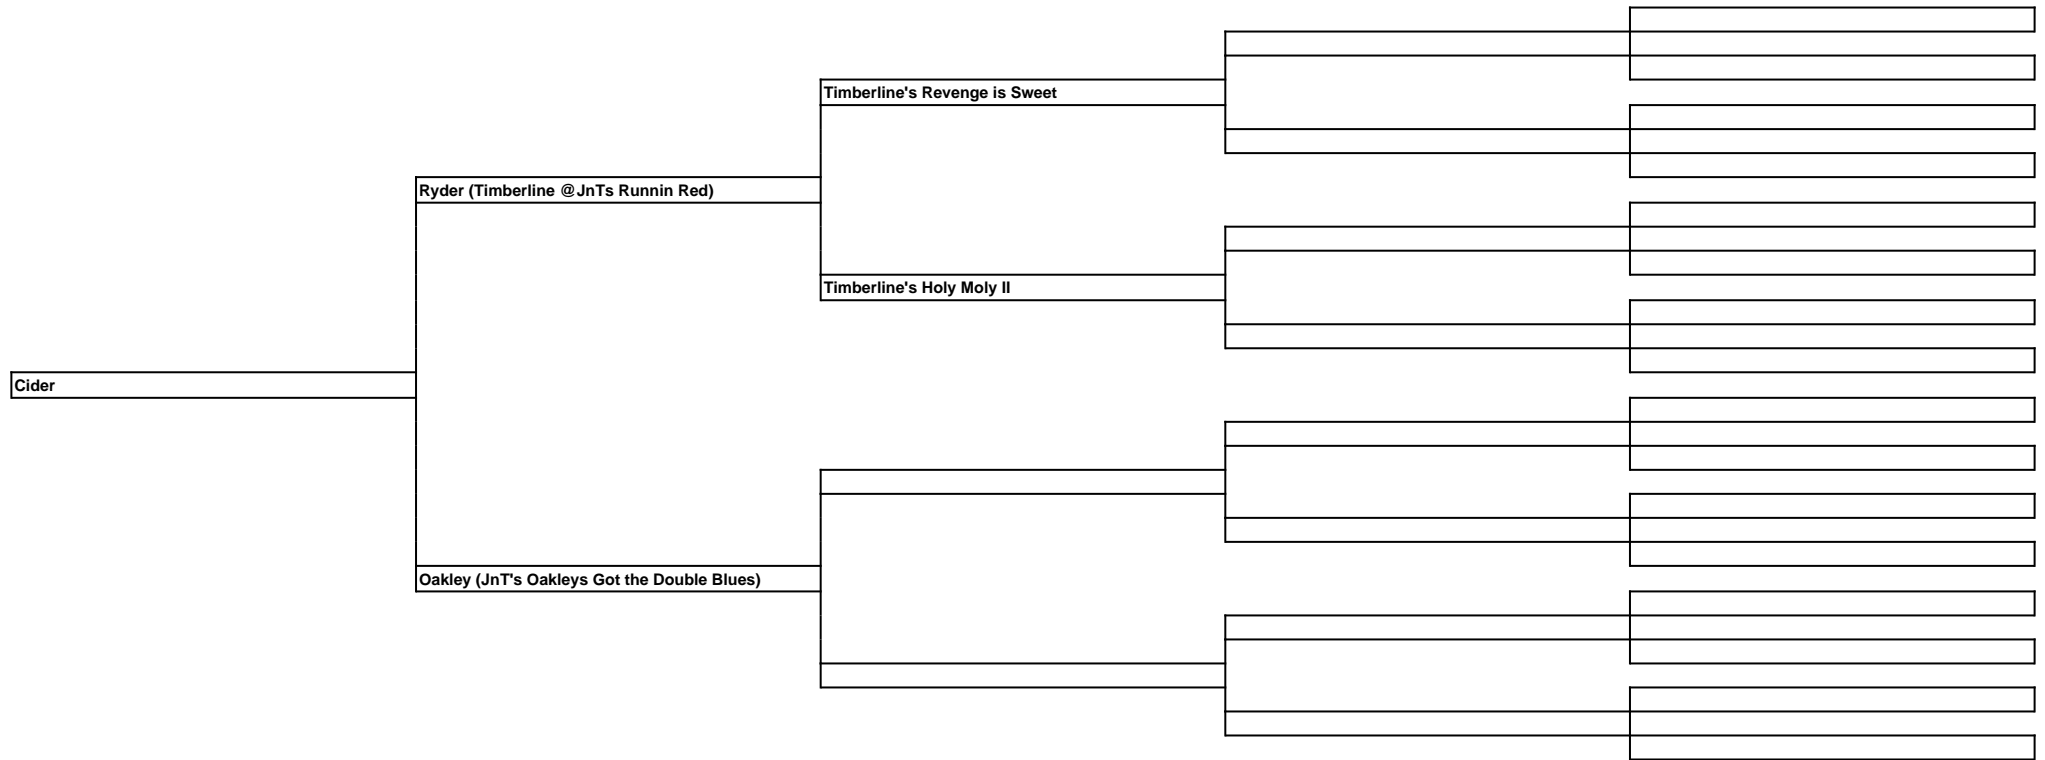 Timberline's Revenge is Sweet
Ryder (Timberline @JnTs Runnin Red)
Timberline's Holy Moly II
Cider
Oakley (JnT's Oakleys Got the Double Blues)